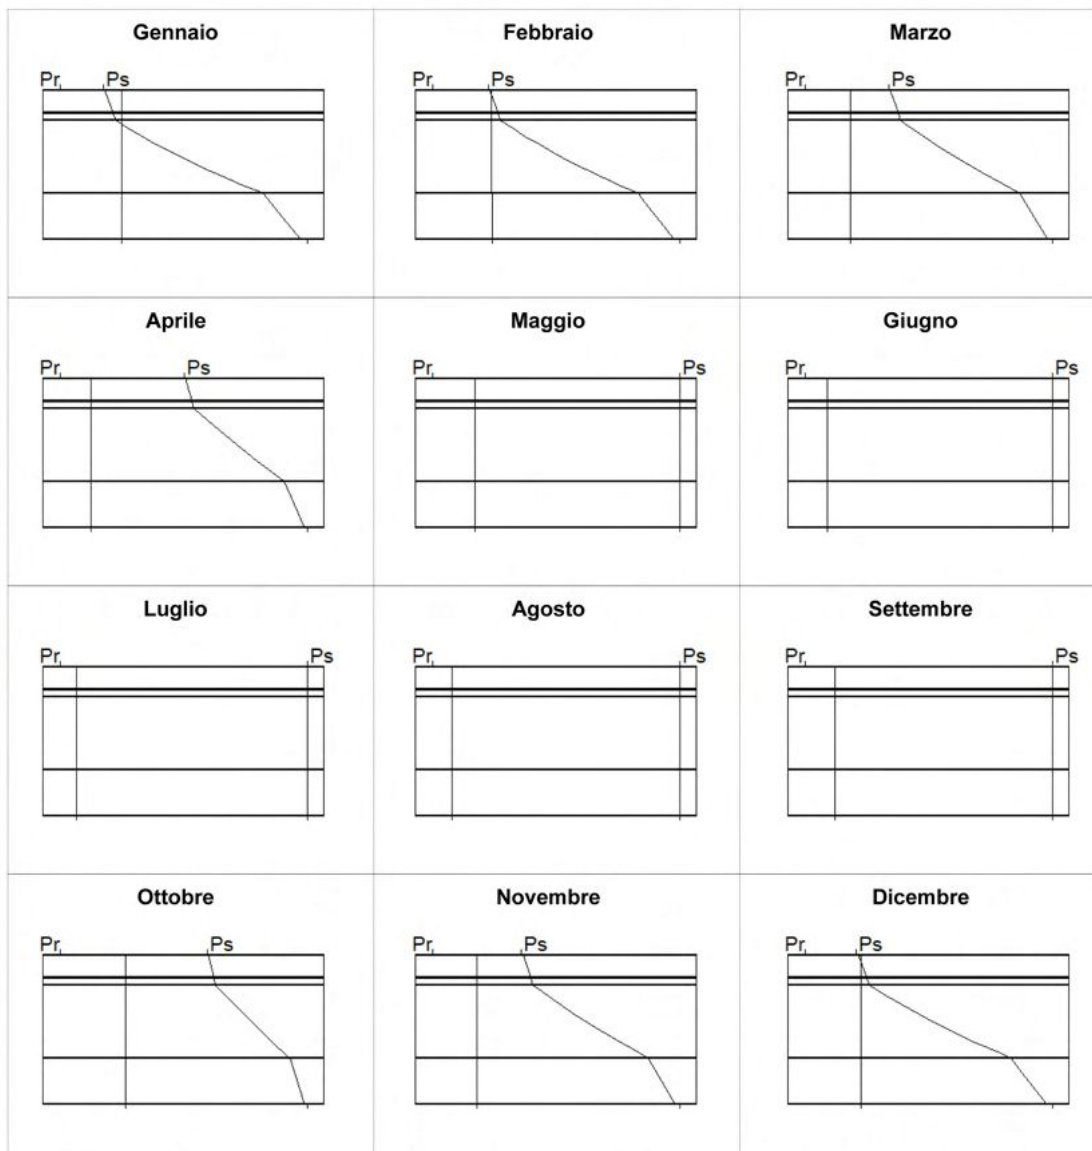 Gennaio Febbraio Marzo
Pr Ps Pr Ps Pr Ps
Aprile Maggio Giugno
Pr Ps Pr Ps Pr Ps
Luglio Agosto Settembre
Pr Ps Pr Ps Pr Ps
Ottobre Novembre Dicembre
Pr Ps Pr Ps Pr Ps